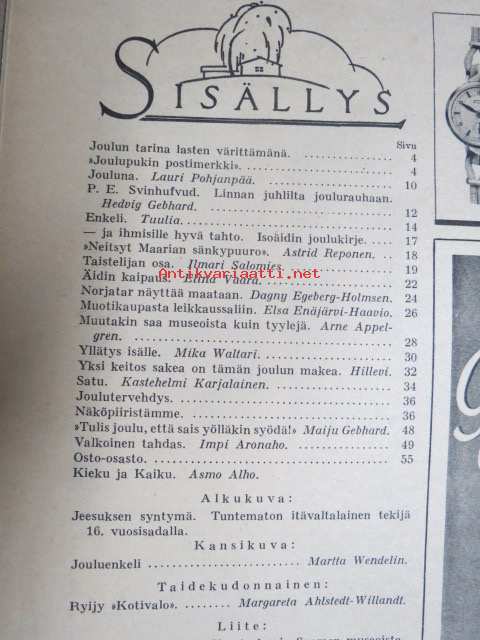 SISÄLLYS
Sivu
Joulun tarina lasten värittämänä. 4
»Joulupukin postimerkki». 4
Jouluna. Lauri Pohjanpää. 10
P. E. Svinhufvud. Linnan juhlilta joulurauhaan.
Hedvig Gebhard. 12
Enkeli. Tuulia. 14
— ja ihmisille hyvä tahto. Isoäidin joulukirje. 17
»Neitsyt Maarian sänkypuuro». Astrid Reponen. 18
Taistelijan osa. Ilmari Salomies. 19
Antikvariaatti.net
Äidin kaipaus. Elina Vaara. 22
Norjatar näyttää maataan. Dagny Egeberg-Holmsen. 24
Muotikaupasta leikkaussaliin. Elsa Enäjärvi-Haavio. 26
Muutakin saa museoista kuin tyylejä. Arne Appel-
gren. 28
Yllätys isälle. Mika Waltari. 30
Yksi keitos sakea on tämän joulun makea. Hillevi. 32
Satu. Kastehelmi Karjalainen. 34
Joulutervehdys. 36
Näköpiiristämme. 36
»Tulis joulu, että sais yölläkin syödä!» Maiju Gebhard. 48
Valkoinen tahdas. Impi Aronaho. 49
Osto-osasto. 55
Kieku ja Kaiku. Asmo Alho.
Alkukuva:
Jeesuksen syntymä. Tuntematon itävaltalainen tekijä
16. vuosisadalla.
Kansikuva:
Jouluenkeli. Martta Wendelin.
Taidekudonnainen:
Ryijy »Kotivalo». Margareta Ahlstedt-Willandt.
Liite: